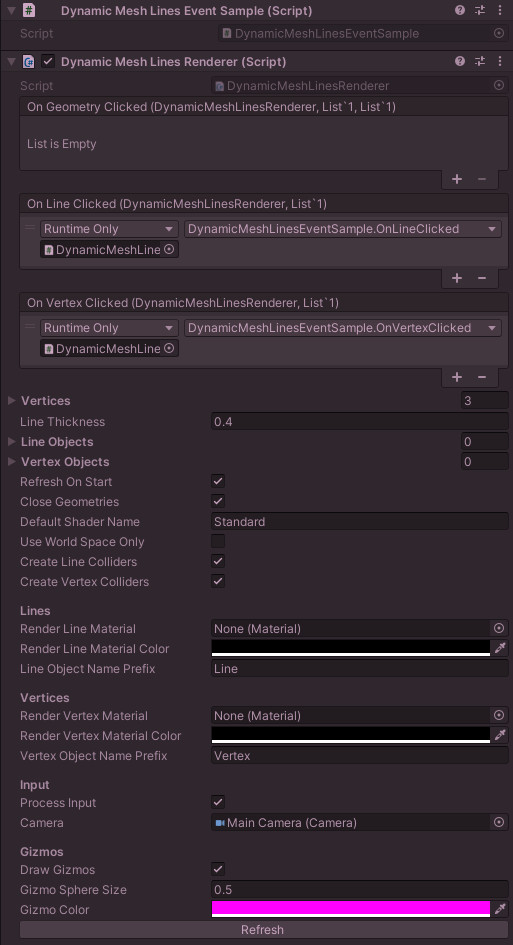 Dynamic Mesh Lines Event Sample (Script)
Script DynamicMeshLinesEventSample
Dynamic Mesh Lines Renderer (Script)
Script DynamicMeshLinesRenderer
On Geometry Clicked (DynamicMeshLinesRenderer, List`1, List`1)
List is Empty
+ −
On Line Clicked (DynamicMeshLinesRenderer, List`1)
Runtime Only DynamicMeshLinesEventSample.OnLineClicked
DynamicMeshLine
+ −
On Vertex Clicked (DynamicMeshLinesRenderer, List`1)
Runtime Only DynamicMeshLinesEventSample.OnVertexClicked
DynamicMeshLine
+ −
Vertices 3
Line Thickness 0.4
Line Objects 0
Vertex Objects 0
Refresh On Start
Close Geometries
Default Shader Name Standard
Use World Space Only
Create Line Colliders
Create Vertex Colliders
Lines
Render Line Material None (Material)
Render Line Material Color
Line Object Name Prefix Line
Vertices
Render Vertex Material None (Material)
Render Vertex Material Color
Vertex Object Name Prefix Vertex
Input
Process Input
Camera Main Camera (Camera)
Gizmos
Draw Gizmos
Gizmo Sphere Size 0.5
Gizmo Color
Refresh